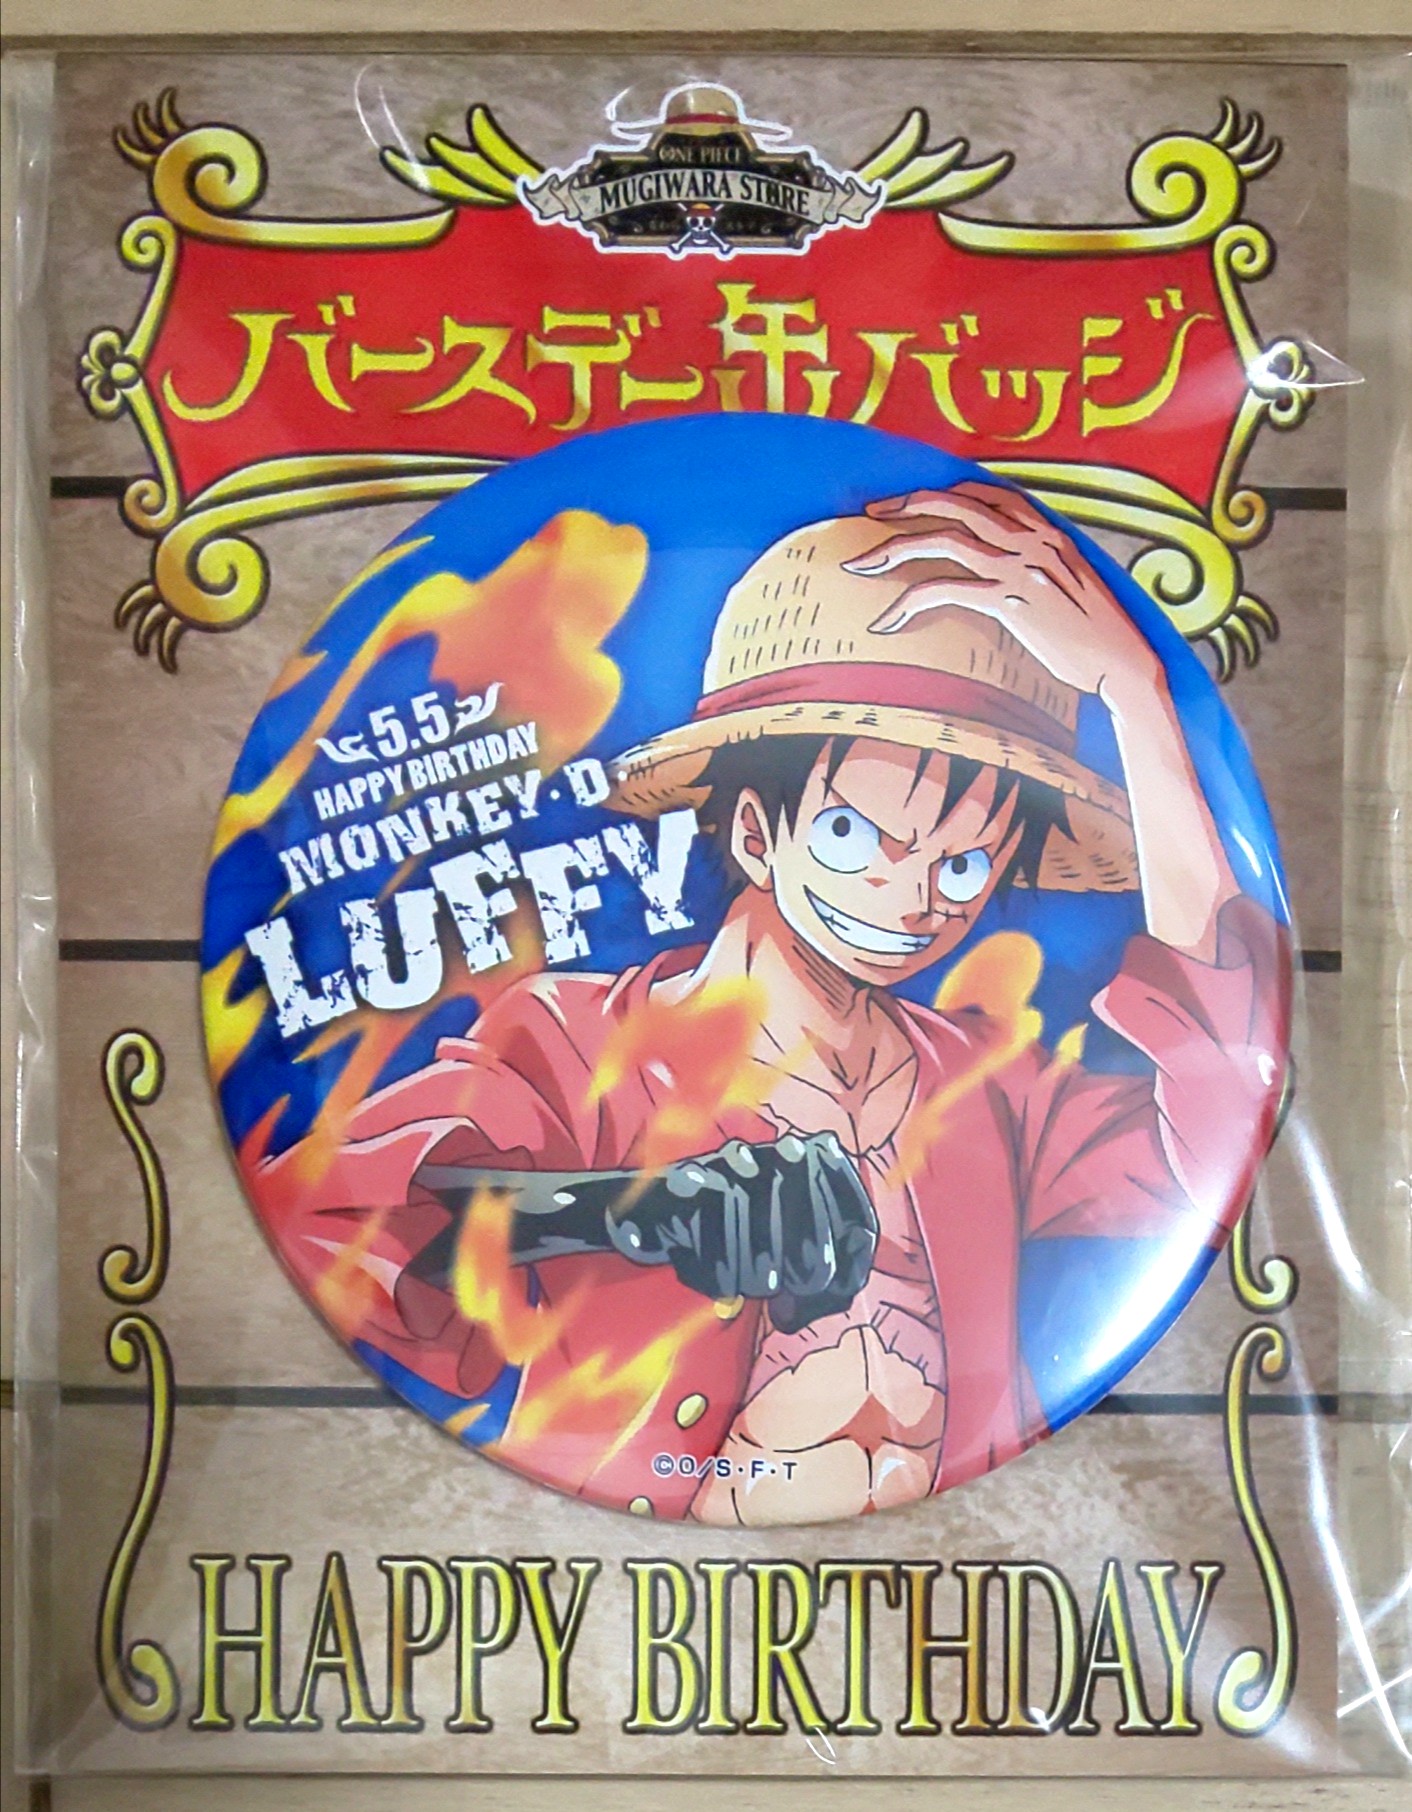 ONE PIECE
MUGIWARA STORE
バースデー缶バッジ
5.5
HAPPY BIRTHDAY
MONKEY・D
LUFFY
©O/S・F・T
HAPPY BIRTHDAY